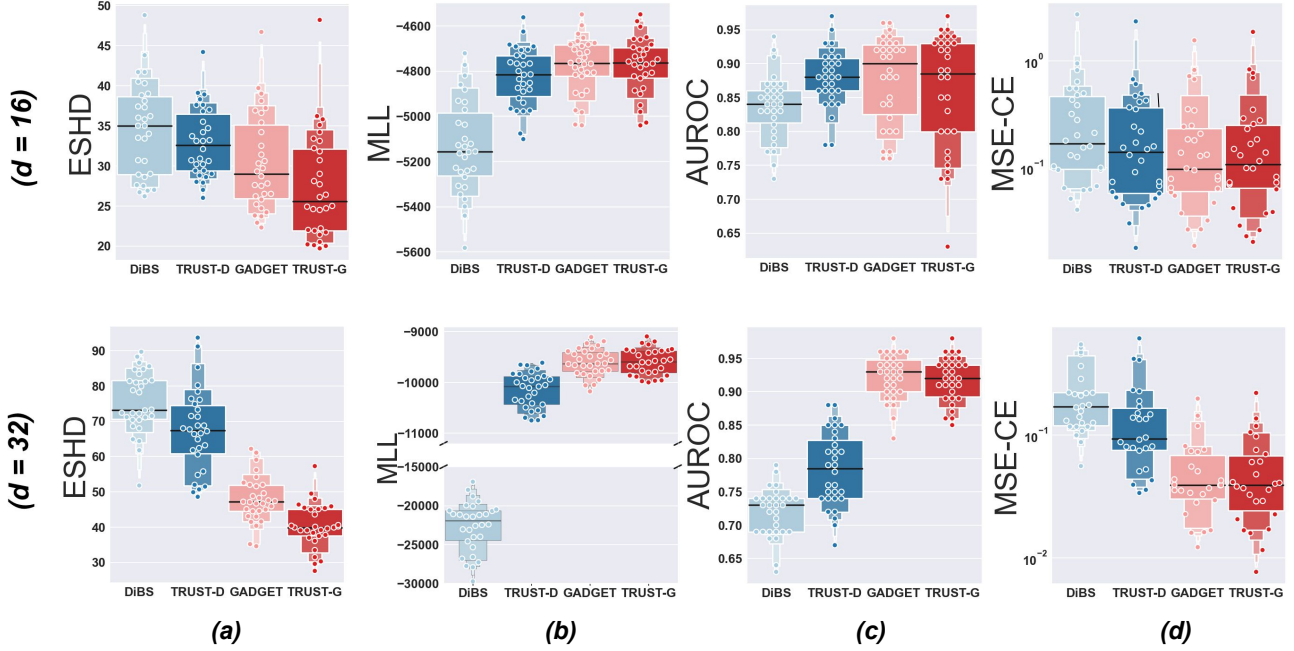 (d = 16)
ESHD
50
45
40
35
30
25
20
DiBS TRUST-D GADGET TRUST-G
MLL
−4600
−4800
−5000
−5200
−5400
−5600
DiBS TRUST-D GADGET TRUST-G
AUROC
0.95
0.90
0.85
0.80
0.75
0.70
0.65
DiBS TRUST-D GADGET TRUST-G
MSE-CE
10⁰
10⁻¹
DiBS TRUST-D GADGET TRUST-G
(d = 32)
ESHD
90
80
70
60
50
40
30
DiBS TRUST-D GADGET TRUST-G
MLL
−9000
−10000
−11000
−15000
−20000
−25000
−30000
DiBS TRUST-D GADGET TRUST-G
AUROC
0.95
0.90
0.85
0.80
0.75
0.70
0.65
DiBS TRUST-D GADGET TRUST-G
MSE-CE
10⁻¹
10⁻²
DiBS TRUST-D GADGET TRUST-G
(a) (b) (c) (d)